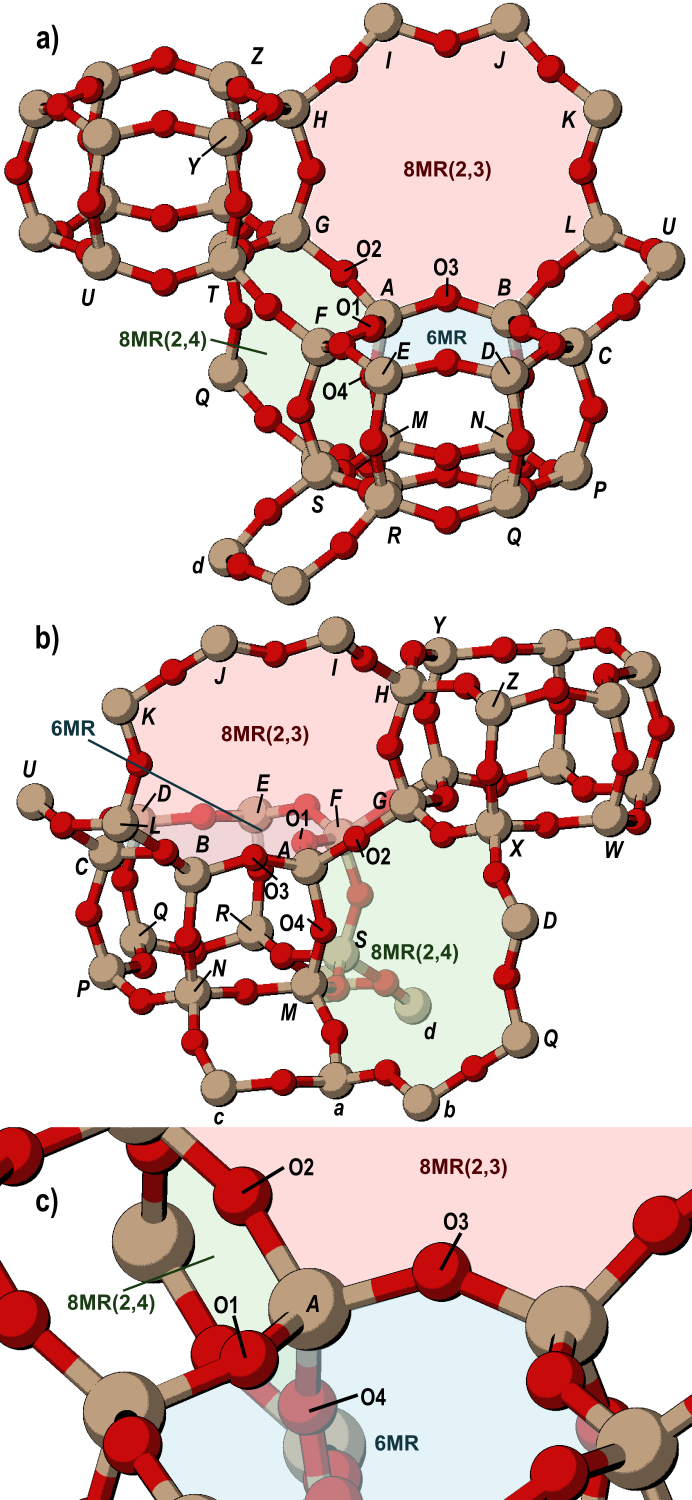 a)
Z
I
J
H
K
Y
8MR(2,3)
G
L
U
O2
U
T
A
O3
B
O1
F
6MR
8MR(2,4)
E
D
C
Q
O4
M
N
S
P
R
Q
d
b)
Y
J
I
H
Z
K
6MR
8MR(2,3)
U
D
E
F
G
L
O1
C
B
A
O2
X
W
O3
Q
R
O4
S
D
8MR(2,4)
P
N
M
d
Q
c
a
b
c)
O2
8MR(2,3)
O3
8MR(2,4)
O1
A
O4
6MR